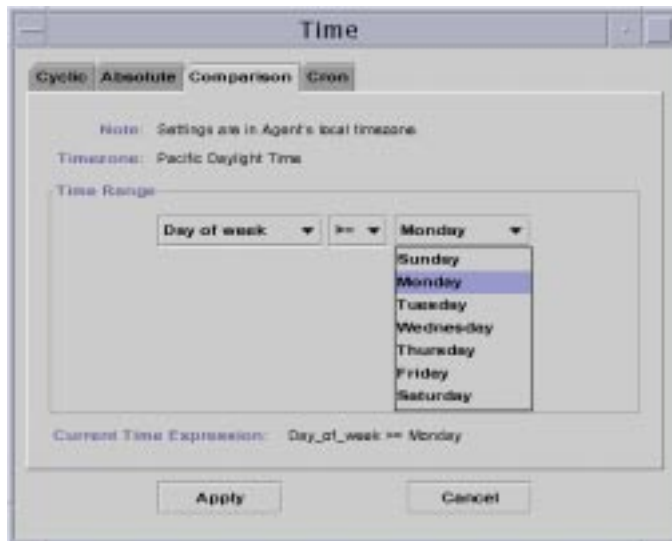 Time
Cyclic Absolute Comparison Cron
Note: Settings are in Agent's local timezone
Timezone: Pacific Daylight Time
Time Range
Day of week >= Monday
Sunday
Monday
Tuesday
Wednesday
Thursday
Friday
Saturday
Current Time Expression: Day_of_week >= Monday
Apply Cancel